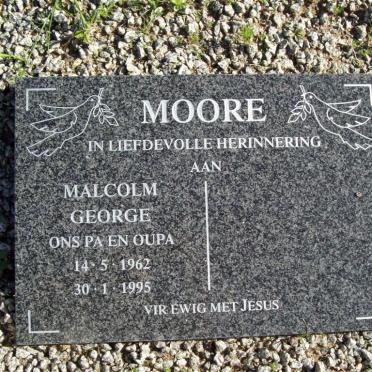 MOORE
IN LIEFDEVOLLE HERINNERING
AAN
MALCOLM
GEORGE
ONS PA EN OUPA
14 · 5 · 1962
30 · 1 · 1995
VIR EWIG MET JESUS